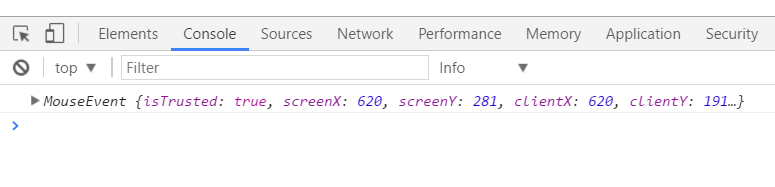 Elements Console Sources Network Performance Memory Application Security
top ▼ Filter Info ▼
▶ MouseEvent {isTrusted: true, screenX: 620, screenY: 281, clientX: 620, clientY: 191…}
>